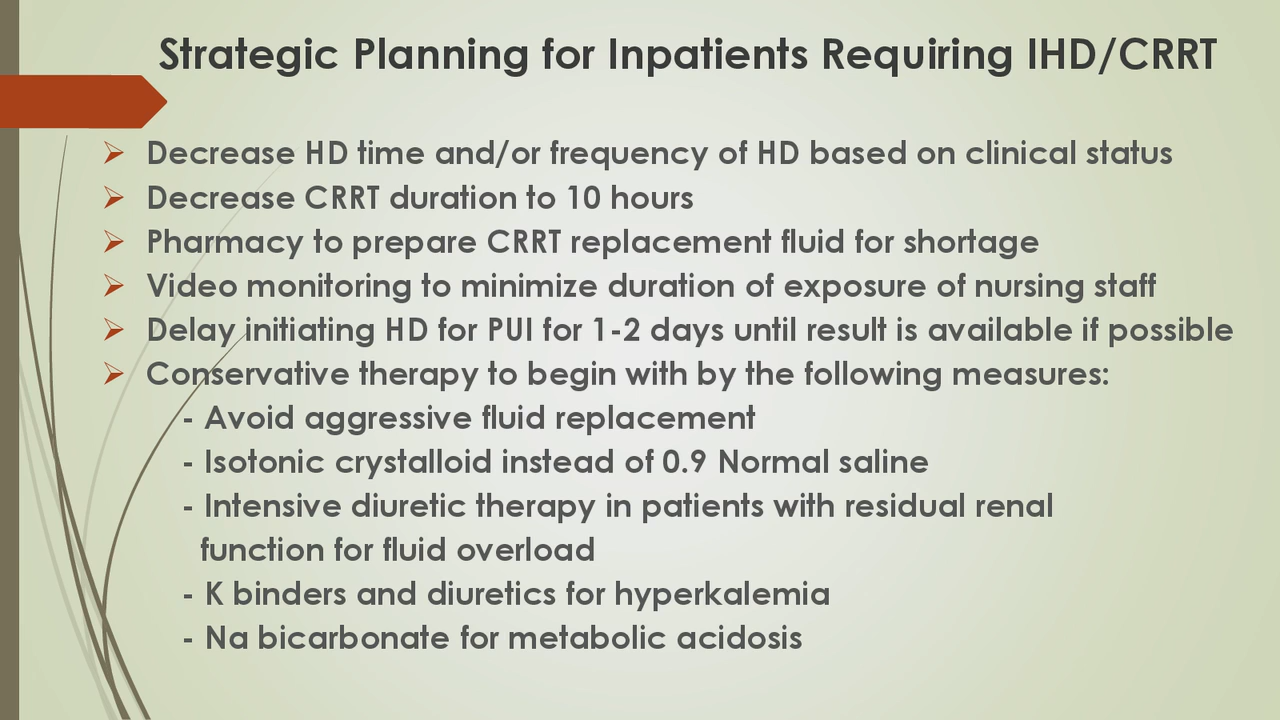 Strategic Planning for Inpatients Requiring IHD/CRRT
Decrease HD time and/or frequency of HD based on clinical status
Decrease CRRT duration to 10 hours
Pharmacy to prepare CRRT replacement fluid for shortage
Video monitoring to minimize duration of exposure of nursing staff
Delay initiating HD for PUI for 1-2 days until result is available if possible
Conservative therapy to begin with by the following measures:
- Avoid aggressive fluid replacement
- Isotonic crystalloid instead of 0.9 Normal saline
- Intensive diuretic therapy in patients with residual renal
function for fluid overload
- K binders and diuretics for hyperkalemia
- Na bicarbonate for metabolic acidosis